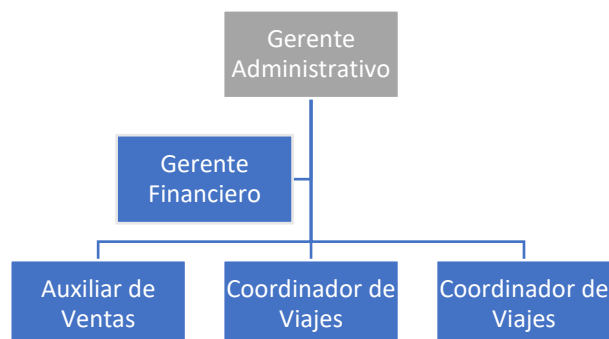 Gerente
Administrativo
Gerente
Financiero
Auxiliar de
Ventas
Coordinador de
Viajes
Coordinador de
Viajes